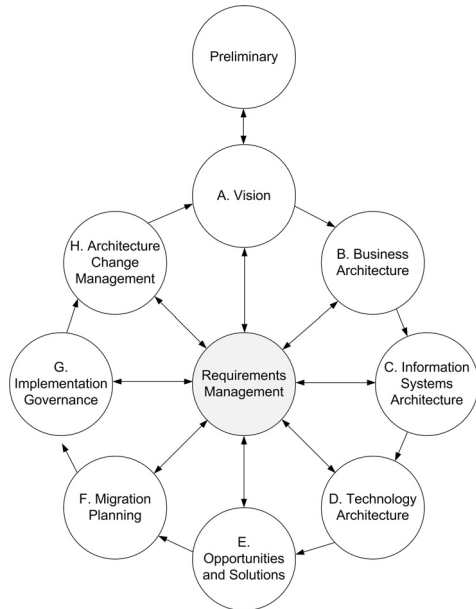 Preliminary
A. Vision
H. Architecture
Change
Management
B. Business
Architecture
G.
Implementation
Governance
Requirements
Management
C. Information
Systems
Architecture
F. Migration
Planning
D. Technology
Architecture
E.
Opportunities
and Solutions